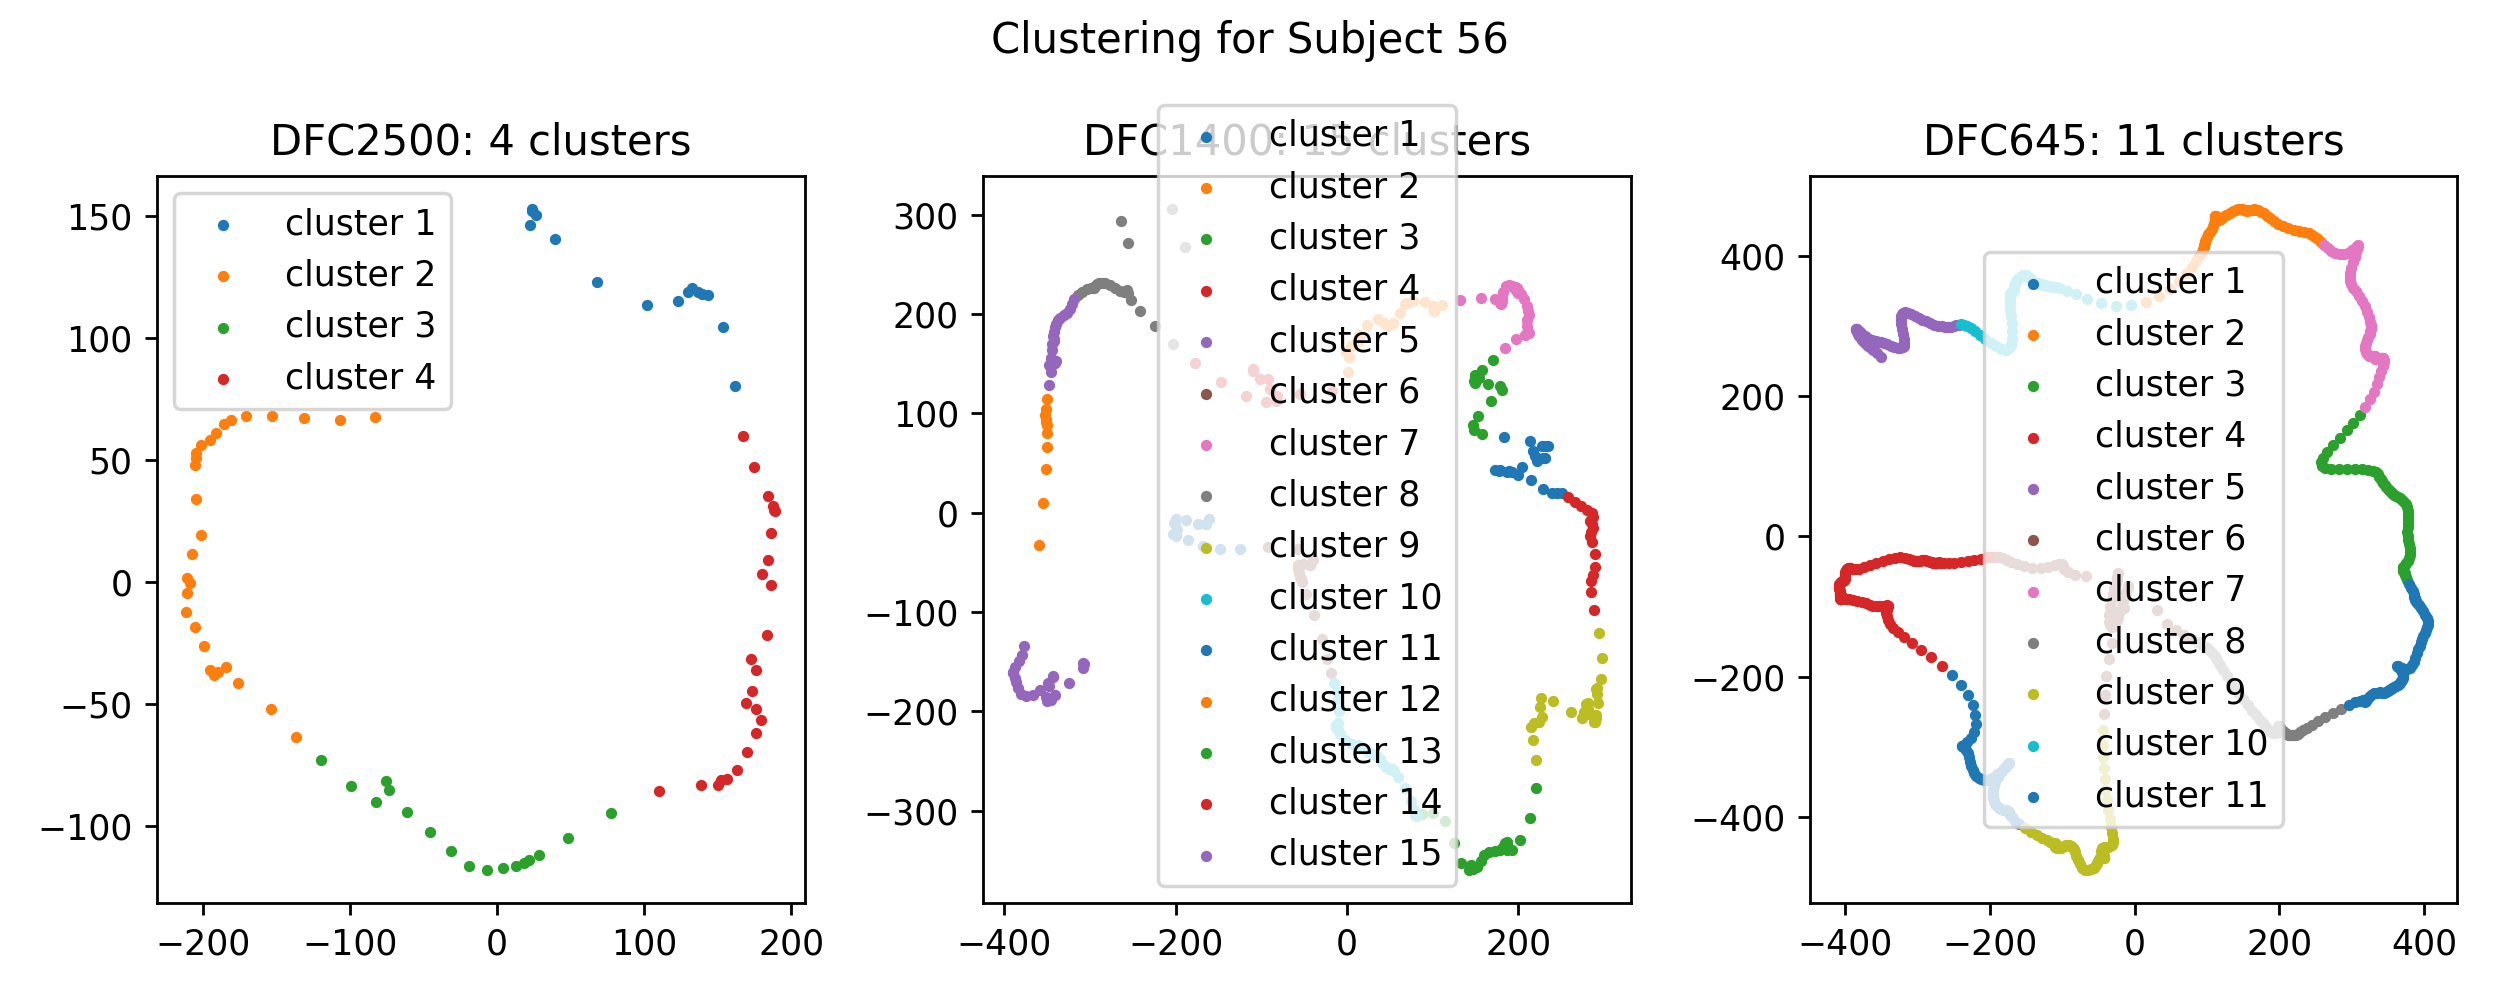 Clustering for Subject 56
DFC2500: 4 clusters
150
100
50
0
−50
−100
−200
−100
0
100
200
cluster 1
cluster 2
cluster 3
cluster 4
DFC1400: 15 clusters
300
200
100
0
−100
−200
−300
−400
−200
0
200
cluster 1
cluster 2
cluster 3
cluster 4
cluster 5
cluster 6
cluster 7
cluster 8
cluster 9
cluster 10
cluster 11
cluster 12
cluster 13
cluster 14
cluster 15
DFC645: 11 clusters
400
200
0
−200
−400
−400
−200
0
200
400
cluster 1
cluster 2
cluster 3
cluster 4
cluster 5
cluster 6
cluster 7
cluster 8
cluster 9
cluster 10
cluster 11